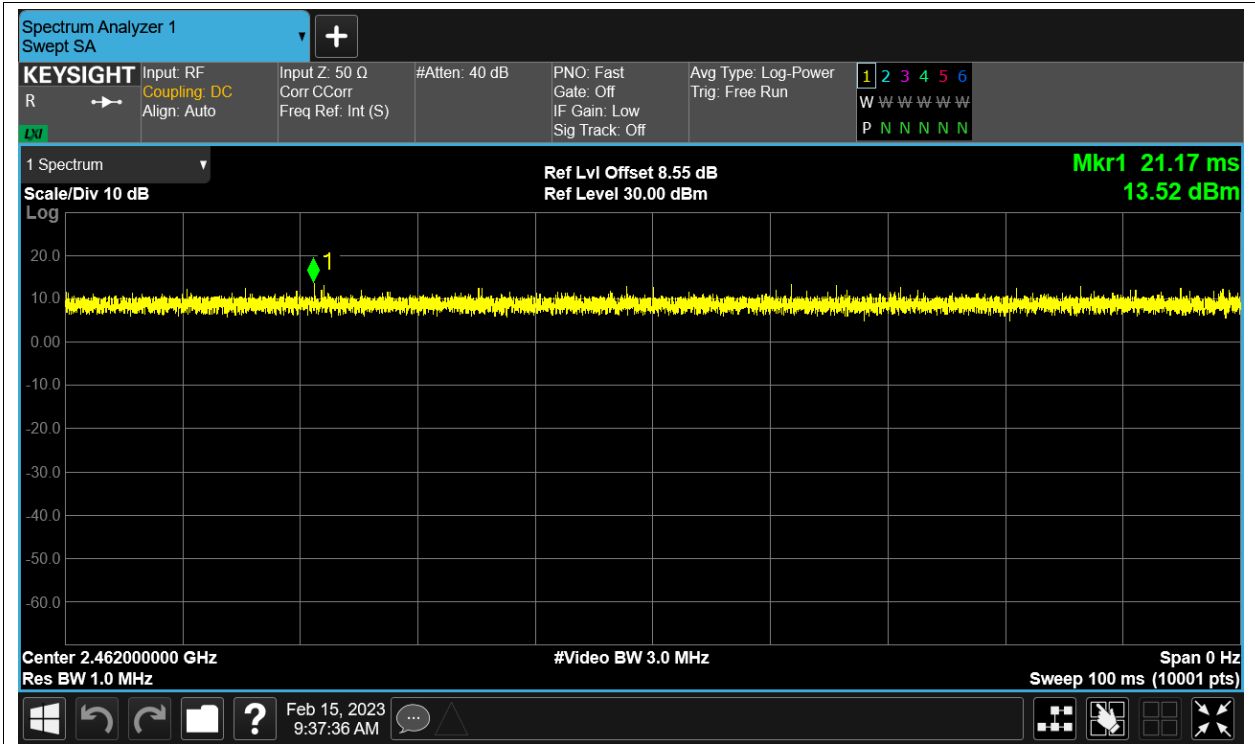 Spectrum Analyzer 1
Swept SA
KEYSIGHT
R
LXI
Input: RF
Coupling: DC
Align: Auto
Input Z: 50 Ω
Corr CCorr
Freq Ref: Int (S)
#Atten: 40 dB
PNO: Fast
Gate: Off
IF Gain: Low
Sig Track: Off
Avg Type: Log-Power
Trig: Free Run
1 2 3 4 5 6
W W W W W W
P N N N N N
1 Spectrum
Scale/Div 10 dB
Log
Ref Lvl Offset 8.55 dB
Ref Level 30.00 dBm
Mkr1 21.17 ms
13.52 dBm
1
20.0
10.0
0.00
-10.0
-20.0
-30.0
-40.0
-50.0
-60.0
Center 2.462000000 GHz
#Video BW 3.0 MHz
Span 0 Hz
Res BW 1.0 MHz
Sweep 100 ms (10001 pts)
?
Feb 15, 2023
9:37:36 AM